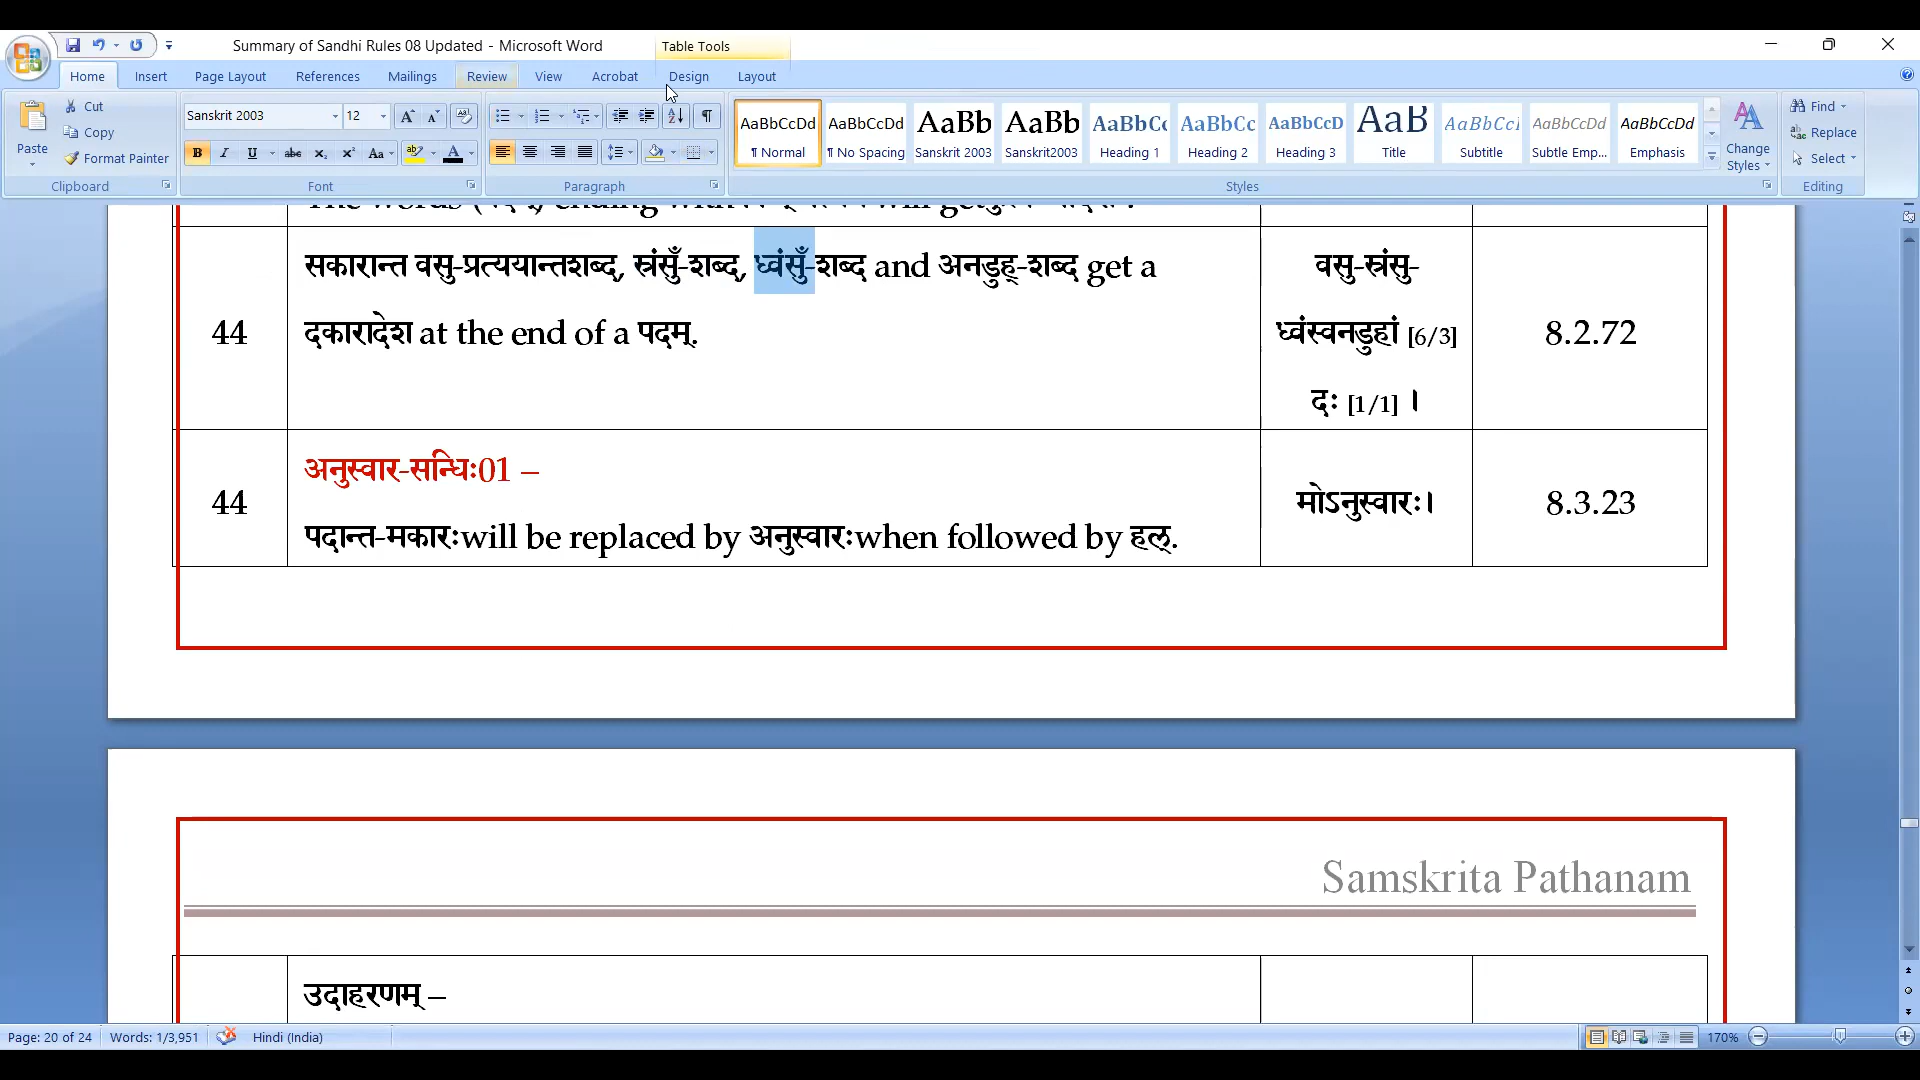 Summary of Sandhi Rules 08 Updated - Microsoft Word
Table Tools
Home Insert Page Layout References Mailings Review View Acrobat Design Layout
Paste
Cut
Copy
Format Painter
Clipboard
Sanskrit 2003 12
Font
Paragraph
AaBbCcDd AaBbCcDd AaBb AaBb AaBbCc AaBbCc AaBbCcD AaB AaBbCcI AaBbCcDd AaBbCcDd
¶ Normal ¶ No Spacing Sanskrit 2003 Sanskrit2003 Heading 1 Heading 2 Heading 3 Title Subtitle Subtle Emp... Emphasis
Change Styles
Styles
Find
Replace
Select
Editing
44
सकारान्त वसु-प्रत्ययान्तशब्द, स्रंसुँ-शब्द, ध्वंसुँ-शब्द and अनडुह्-शब्द get a
दकारादेश at the end of a पदम्.
वसु-स्रंसु-
ध्वंस्वनडुहां [6/3]
दः [1/1] ।
8.2.72
44
अनुस्वार-सन्धिः01 –
पदान्त-मकारःwill be replaced by अनुस्वारःwhen followed by हल्.
मोऽनुस्वारः।
8.3.23
Samskrita Pathanam
उदाहरणम् –
Page: 20 of 24 Words: 1/3,951 Hindi (India) 170%